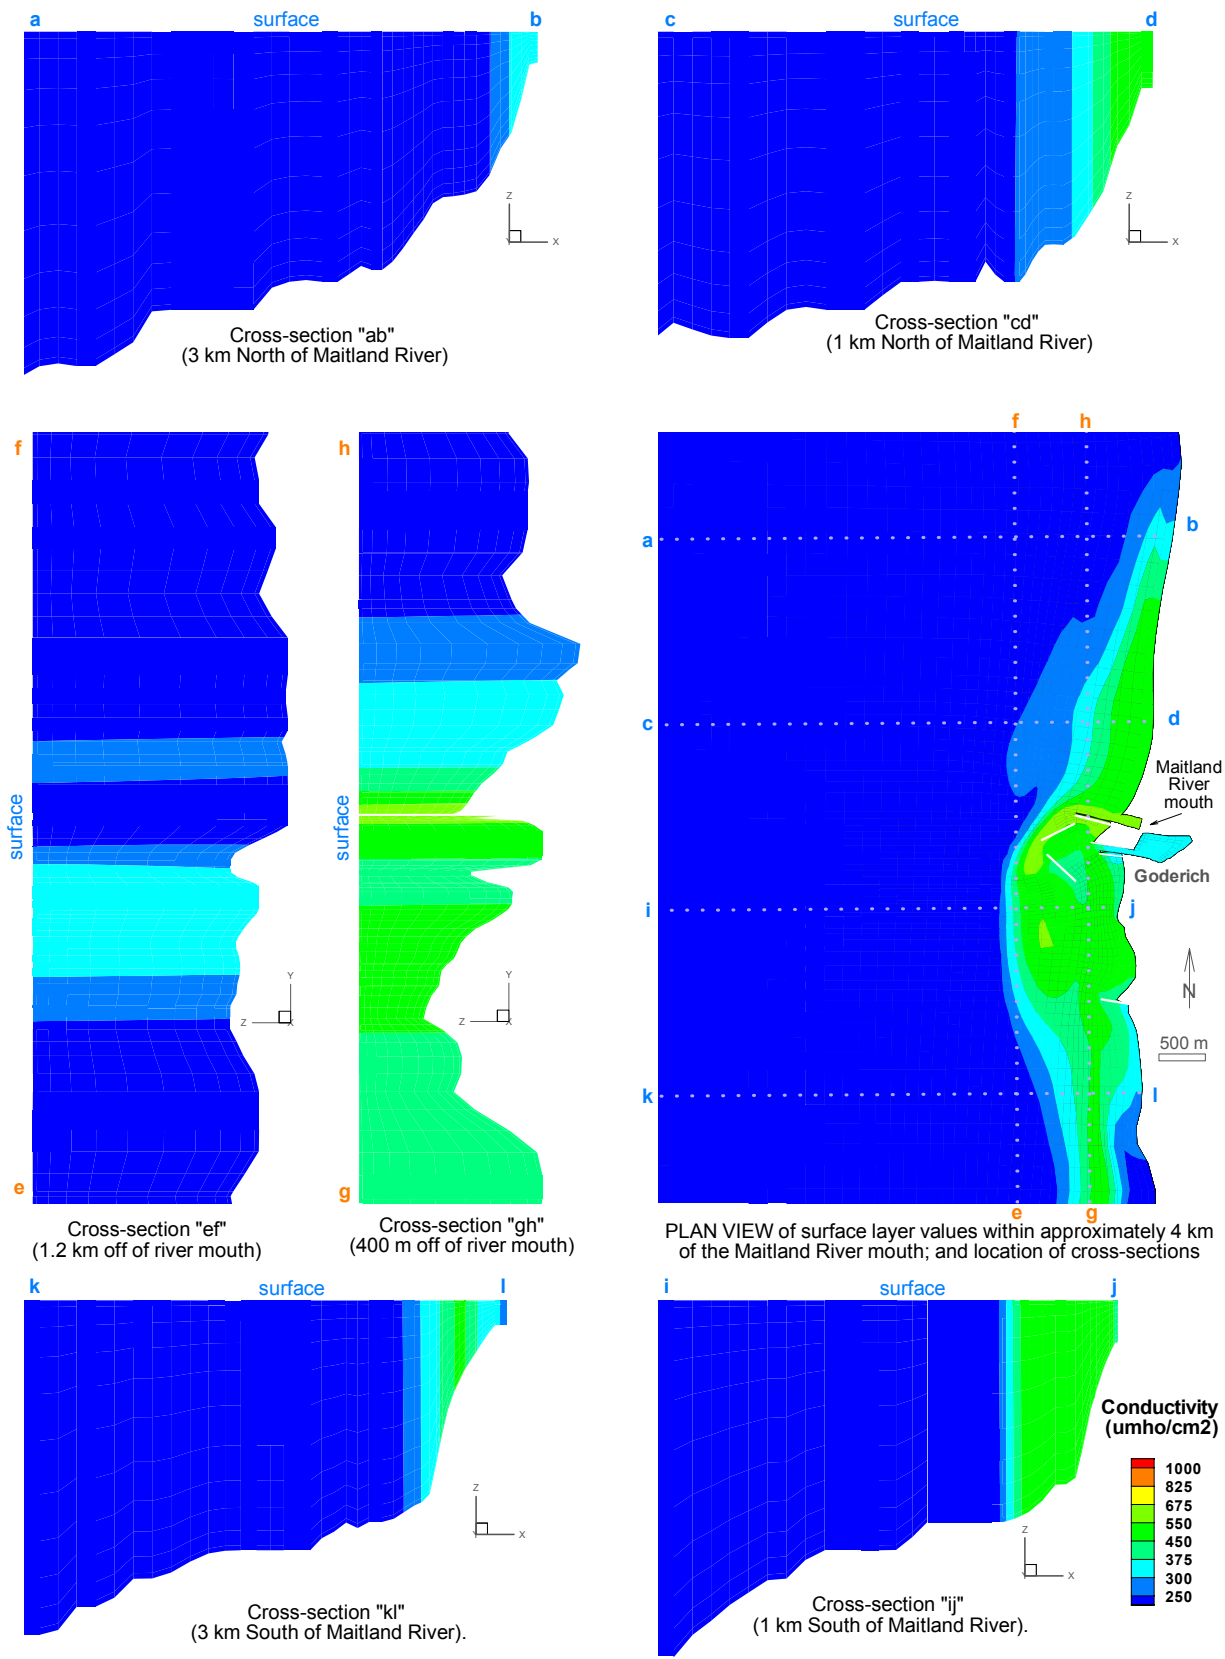 a surface b
Z
Y X
Cross-section "ab"
(3 km North of Maitland River)
c surface d
Z
Y X
Cross-section "cd"
(1 km North of Maitland River)
f
surface
Y
Z X
e
Cross-section "ef"
(1.2 km off of river mouth)
h
surface
Y
Z X
g
Cross-section "gh"
(400 m off of river mouth)
f h
a b
c d
Maitland
River
mouth
Goderich
i j
N
500 m
k l
e g
PLAN VIEW of surface layer values within approximately 4 km
of the Maitland River mouth; and location of cross-sections
k surface l
Z
Y X
Cross-section "kl"
(3 km South of Maitland River).
i surface j
Z
Y X
Cross-section "ij"
(1 km South of Maitland River).
Conductivity
(umho/cm2)
1000
825
675
550
450
375
300
250